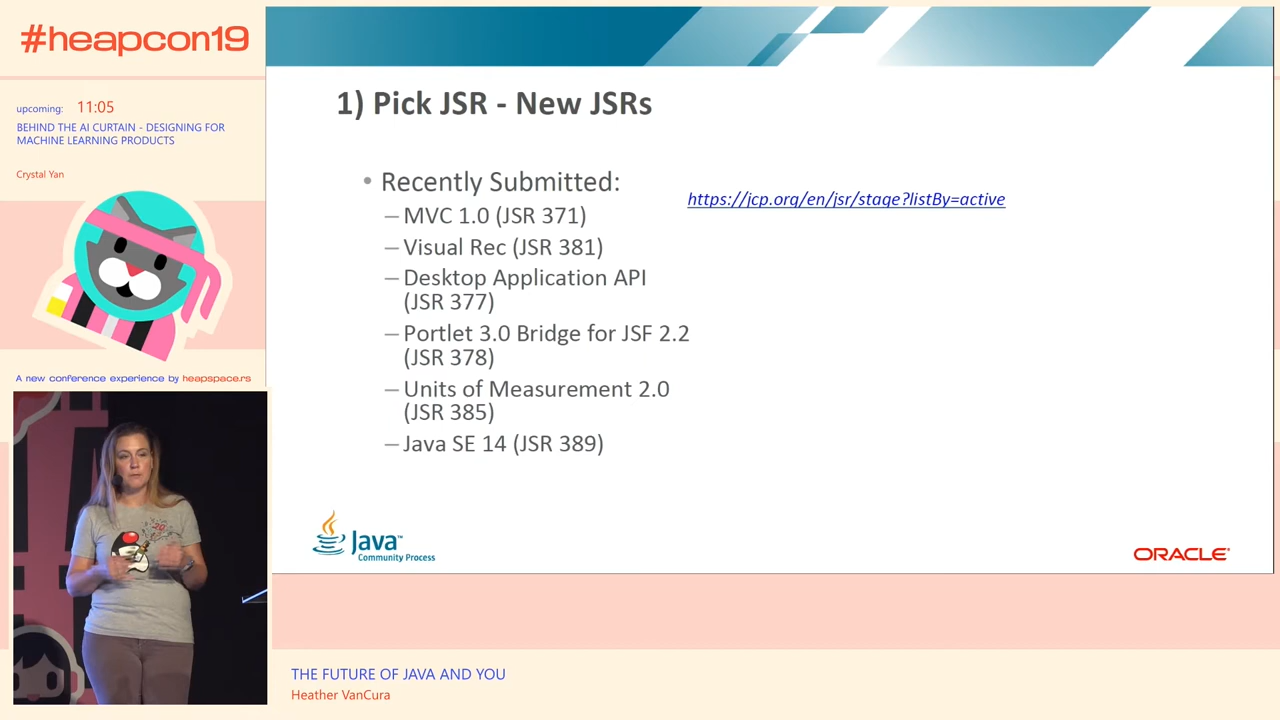 #heapcon19
upcoming: 11:05
BEHIND THE AI CURTAIN - DESIGNING FOR
MACHINE LEARNING PRODUCTS
Crystal Yan
A new conference experience by heapspace.rs
1) Pick JSR - New JSRs
• Recently Submitted:
– MVC 1.0 (JSR 371)
– Visual Rec (JSR 381)
– Desktop Application API
(JSR 377)
– Portlet 3.0 Bridge for JSF 2.2
(JSR 378)
– Units of Measurement 2.0
(JSR 385)
– Java SE 14 (JSR 389)
https://jcp.org/en/jsr/stage?listBy=active
Java™
Community Process
ORACLE®
THE FUTURE OF JAVA AND YOU
Heather VanCura